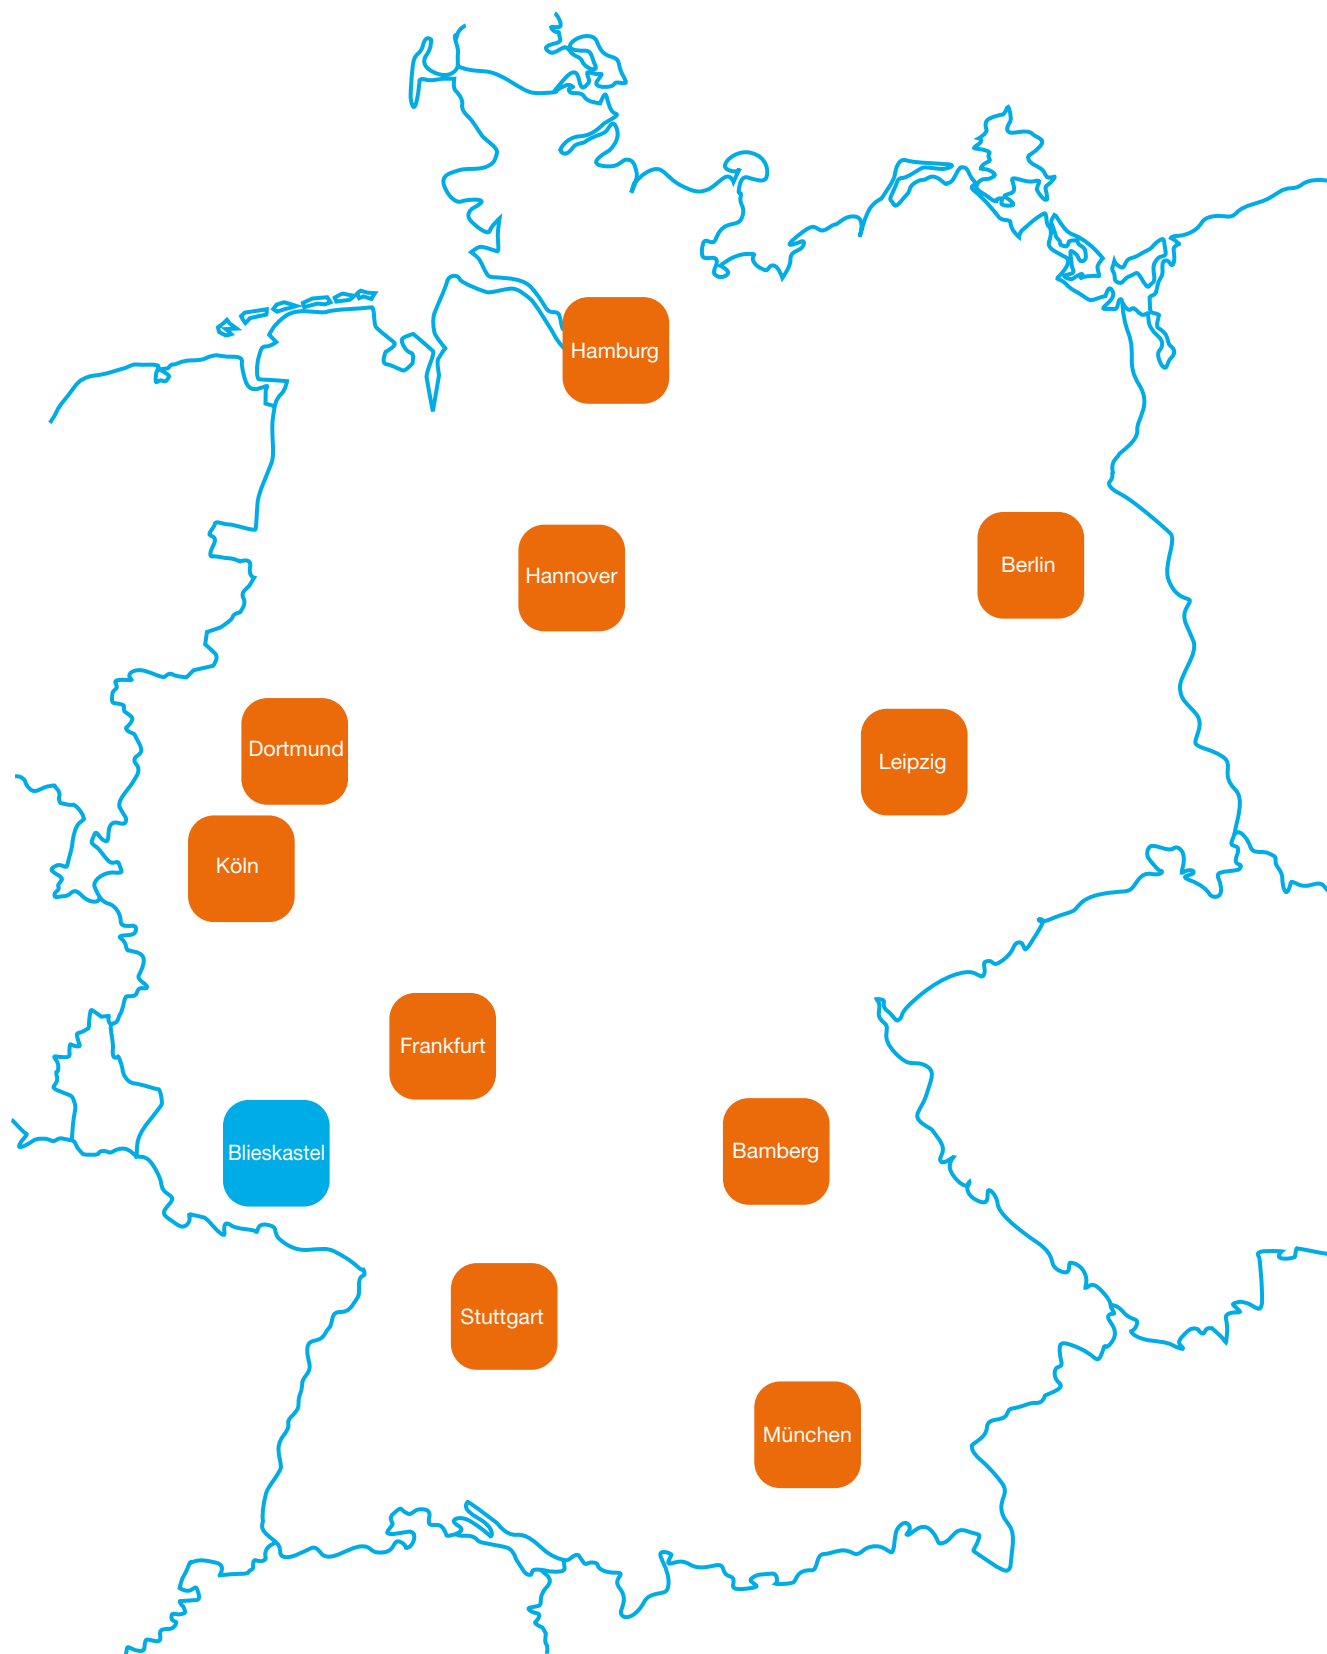 Hamburg
Berlin
Hannover
Dortmund
Leipzig
Köln
Frankfurt
Bamberg
Blieskastel
Stuttgart
München